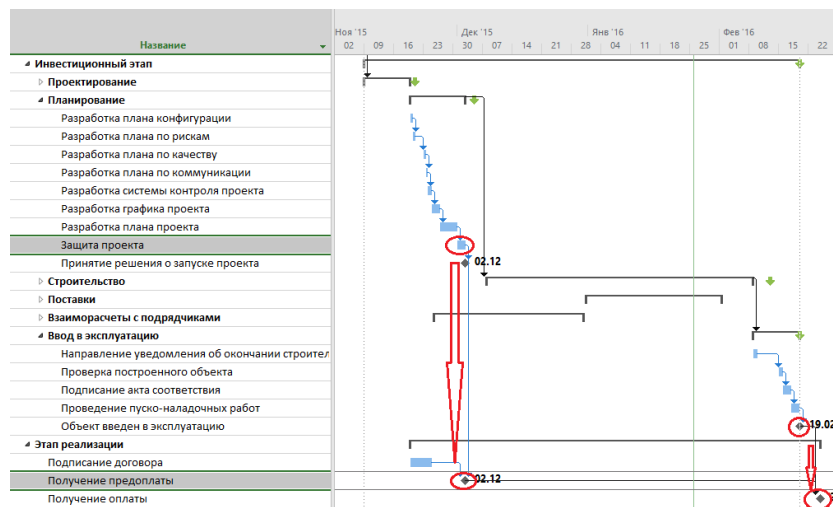 Ноя '15 Дек '15 Янв '16 Фев '16
Название 02 09 16 23 30 07 14 21 28 04 11 18 25 01 08 15 22
Инвестиционный этап
Проектирование
Планирование
Разработка плана конфигурации
Разработка плана по рискам
Разработка плана по качеству
Разработка плана по коммуникации
Разработка системы контроля проекта
Разработка графика проекта
Разработка плана проекта
Защита проекта
Принятие решения о запуске проекта 02.12
Строительство
Поставки
Взаиморасчеты с подрядчиками
Ввод в эксплуатацию
Направление уведомления об окончании строител
Проверка построенного объекта
Подписание акта соответствия
Проведение пуско-наладочных работ
Объект введен в эксплуатацию 19.02
Этап реализации
Подписание договора
Получение предоплаты 02.12
Получение оплаты